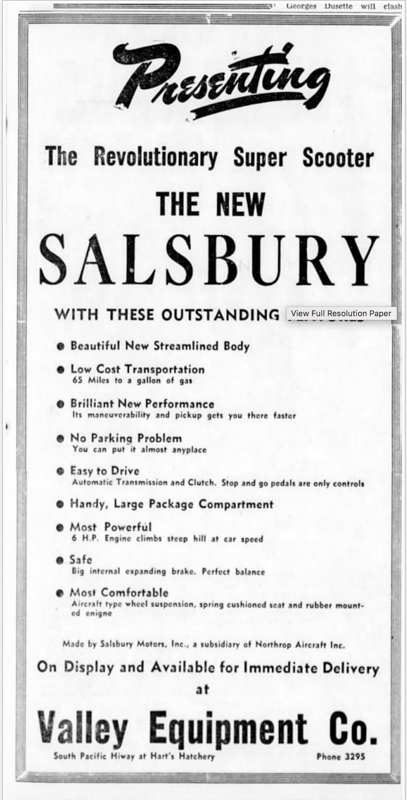 Georges Dusette will clash
Presenting
The Revolutionary Super Scooter
THE NEW
SALSBURY
WITH THESE OUTSTANDING
View Full Resolution Paper
Beautiful New Streamlined Body
Low Cost Transportation
65 Miles to a gallon of gas
Brilliant New Performance
Its maneuverability and pickup gets you there faster
No Parking Problem
You can put it almost anyplace
Easy to Drive
Automatic Transmission and Clutch. Stop and go pedals are only controls
Handy, Large Package Compartment
Most Powerful
6 H.P. Engine climbs steep hill at car speed
Safe
Big internal expanding brake. Perfect balance
Most Comfortable
Aircraft type wheel suspension, spring cushioned seat and rubber mount-
ed enigne
Made by Salsbury Motors, Inc., a subsidiary of Northrop Aircraft Inc.
On Display and Available for Immediate Delivery
at
Valley Equipment Co.
South Pacific Hiway at Hart's Hatchery Phone 3295